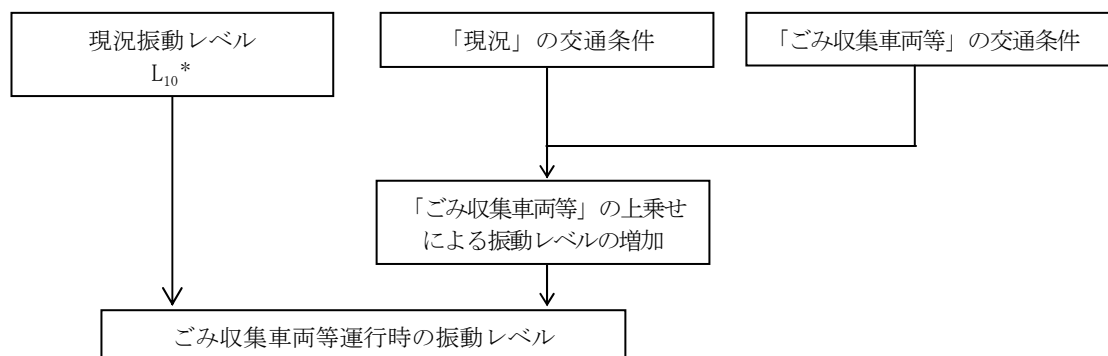 現況振動レベル
L₁₀*
「現況」の交通条件
「ごみ収集車両等」の交通条件
「ごみ収集車両等」の上乗せ
による振動レベルの増加
ごみ収集車両等運行時の振動レベル